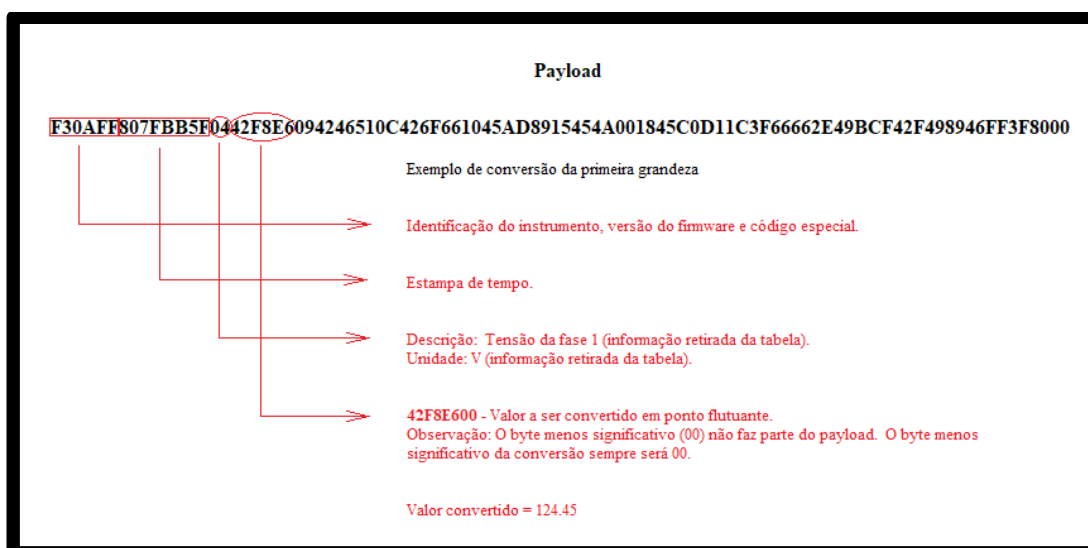 Payload
F30AFF807FBB5F0442F8E6094246510C426F661045AD8915454A001845C0D11C3F66662E49BCF42F498946FF3F8000
Exemplo de conversão da primeira grandeza
Identificação do instrumento, versão do firmware e código especial.
Estampa de tempo.
Descrição: Tensão da fase 1 (informação retirada da tabela).
Unidade: V (informação retirada da tabela).
42F8E600 - Valor a ser convertido em ponto flutuante.
Observação: O byte menos significativo (00) não faz parte do payload. O byte menos
significativo da conversão sempre será 00.
Valor convertido = 124.45